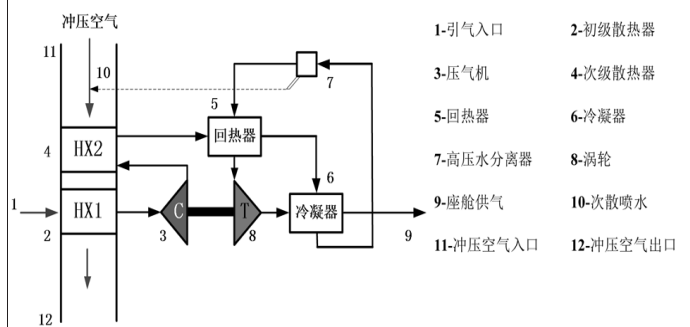 冲压空气
11
10
7
5
回热器
4
HX2
6
1
HX1
C
T
冷凝器
2
3
8
9
12
1-引气入口
2-初级散热器
3-压气机
4-次级散热器
5-回热器
6-冷凝器
7-高压水分离器
8-涡轮
9-座舱供气
10-次散喷水
11-冲压空气入口
12-冲压空气出口